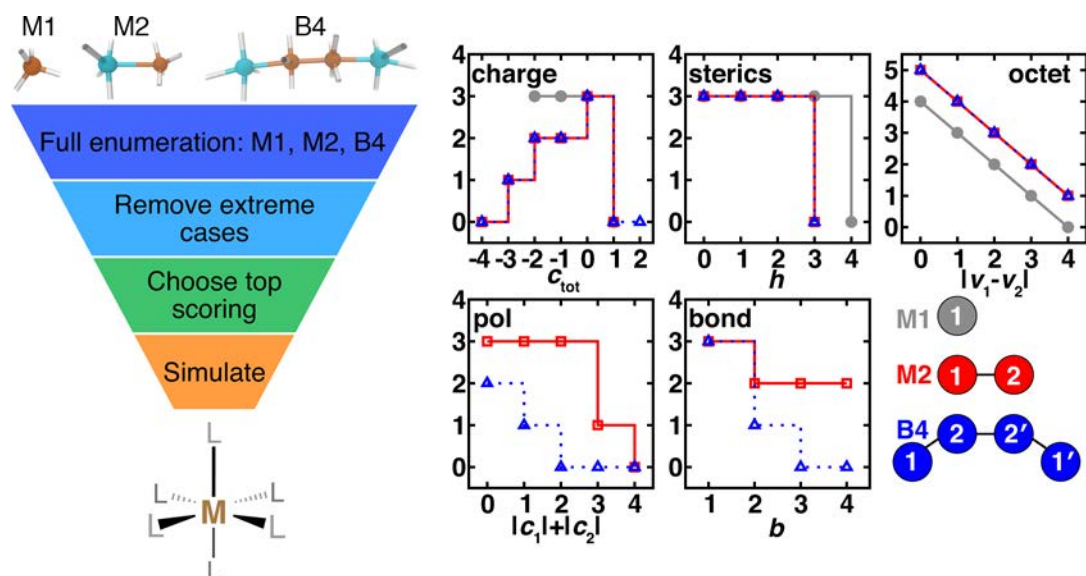 M1 M2 B4
Full enumeration: M1, M2, B4
Remove extreme
cases
Choose top
scoring
Simulate
L
L L
M
L L
L
charge
4
3
2
1
0
-4 -3 -2 -1 0 1 2
c_tot
sterics
4
3
2
1
0
0 1 2 3 4
h
octet
5
4
3
2
1
0
0 1 2 3 4
|v₁-v₂|
pol
4
3
2
1
0
0 1 2 3 4
|c₁|+|c₂|
bond
4
3
2
1
0
1 2 3 4
b
M1 1
M2 1 2
B4 1 2 2′ 1′